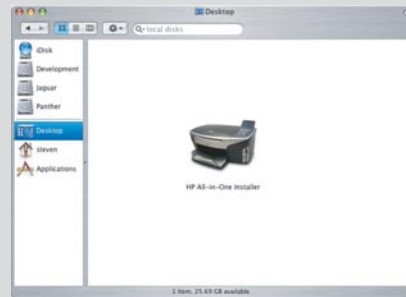 Desktop
local disks
iDisk
Development
Jaguar
Panther
Desktop
steven
Applications
HP All-in-One Installer
1 item, 25.69 GB available